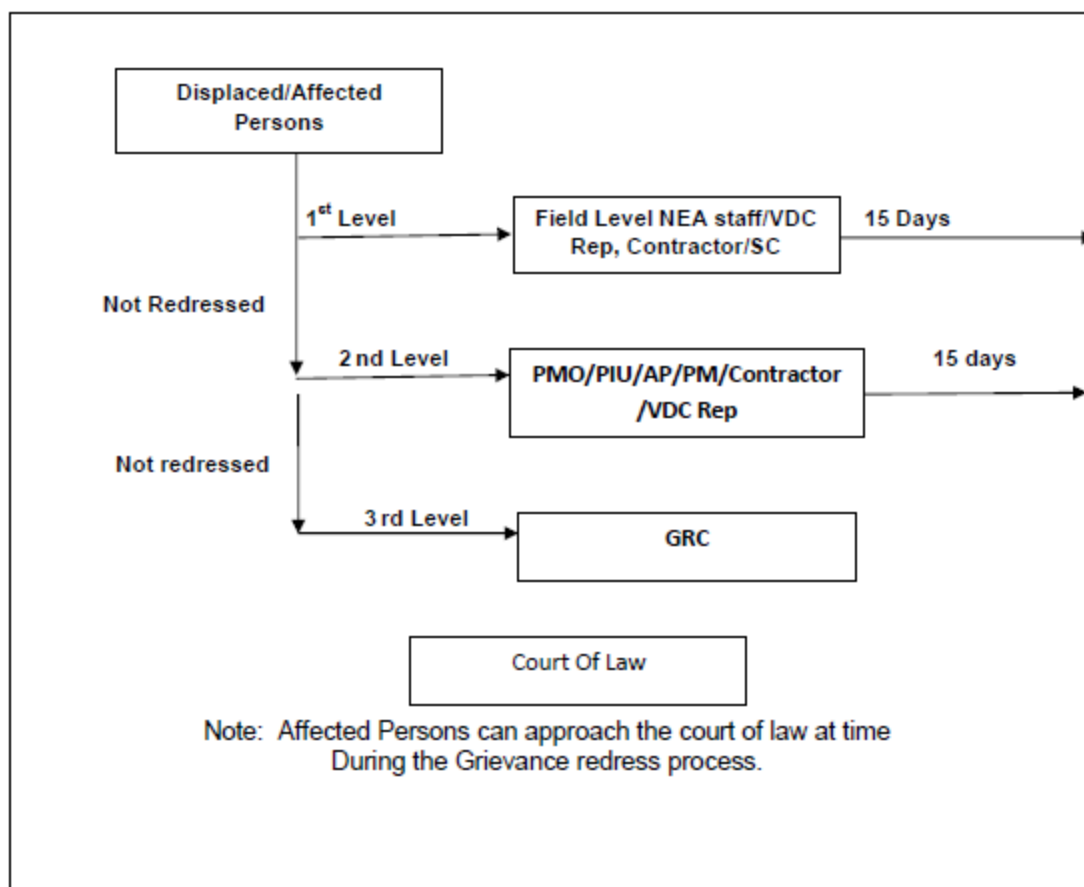 Displaced/Affected
Persons
1st Level
Field Level NEA staff/VDC
Rep, Contractor/SC
15 Days
Not Redressed
2 nd Level
PMO/PIU/AP/PM/Contractor
/VDC Rep
15 days
Not redressed
3 rd Level
GRC
Court Of Law
Note: Affected Persons can approach the court of law at time
During the Grievance redress process.